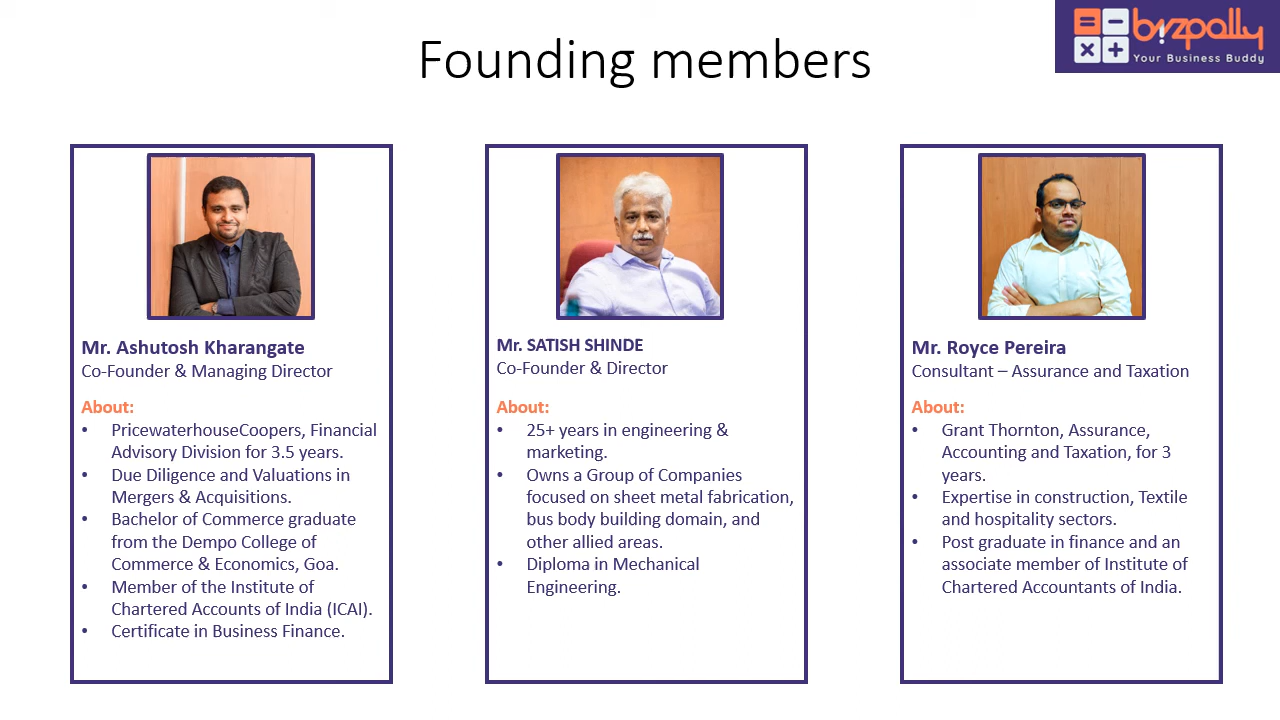 bizpolly
Your Business Buddy
Founding members
Mr. Ashutosh Kharangate
Co-Founder & Managing Director
About:
• PricewaterhouseCoopers, Financial
Advisory Division for 3.5 years.
• Due Diligence and Valuations in
Mergers & Acquisitions.
• Bachelor of Commerce graduate
from the Dempo College of
Commerce & Economics, Goa.
• Member of the Institute of
Chartered Accounts of India (ICAI).
• Certificate in Business Finance.
Mr. SATISH SHINDE
Co-Founder & Director
About:
• 25+ years in engineering &
marketing.
• Owns a Group of Companies
focused on sheet metal fabrication,
bus body building domain, and
other allied areas.
• Diploma in Mechanical
Engineering.
Mr. Royce Pereira
Consultant – Assurance and Taxation
About:
• Grant Thornton, Assurance,
Accounting and Taxation, for 3
years.
• Expertise in construction, Textile
and hospitality sectors.
• Post graduate in finance and an
associate member of Institute of
Chartered Accountants of India.